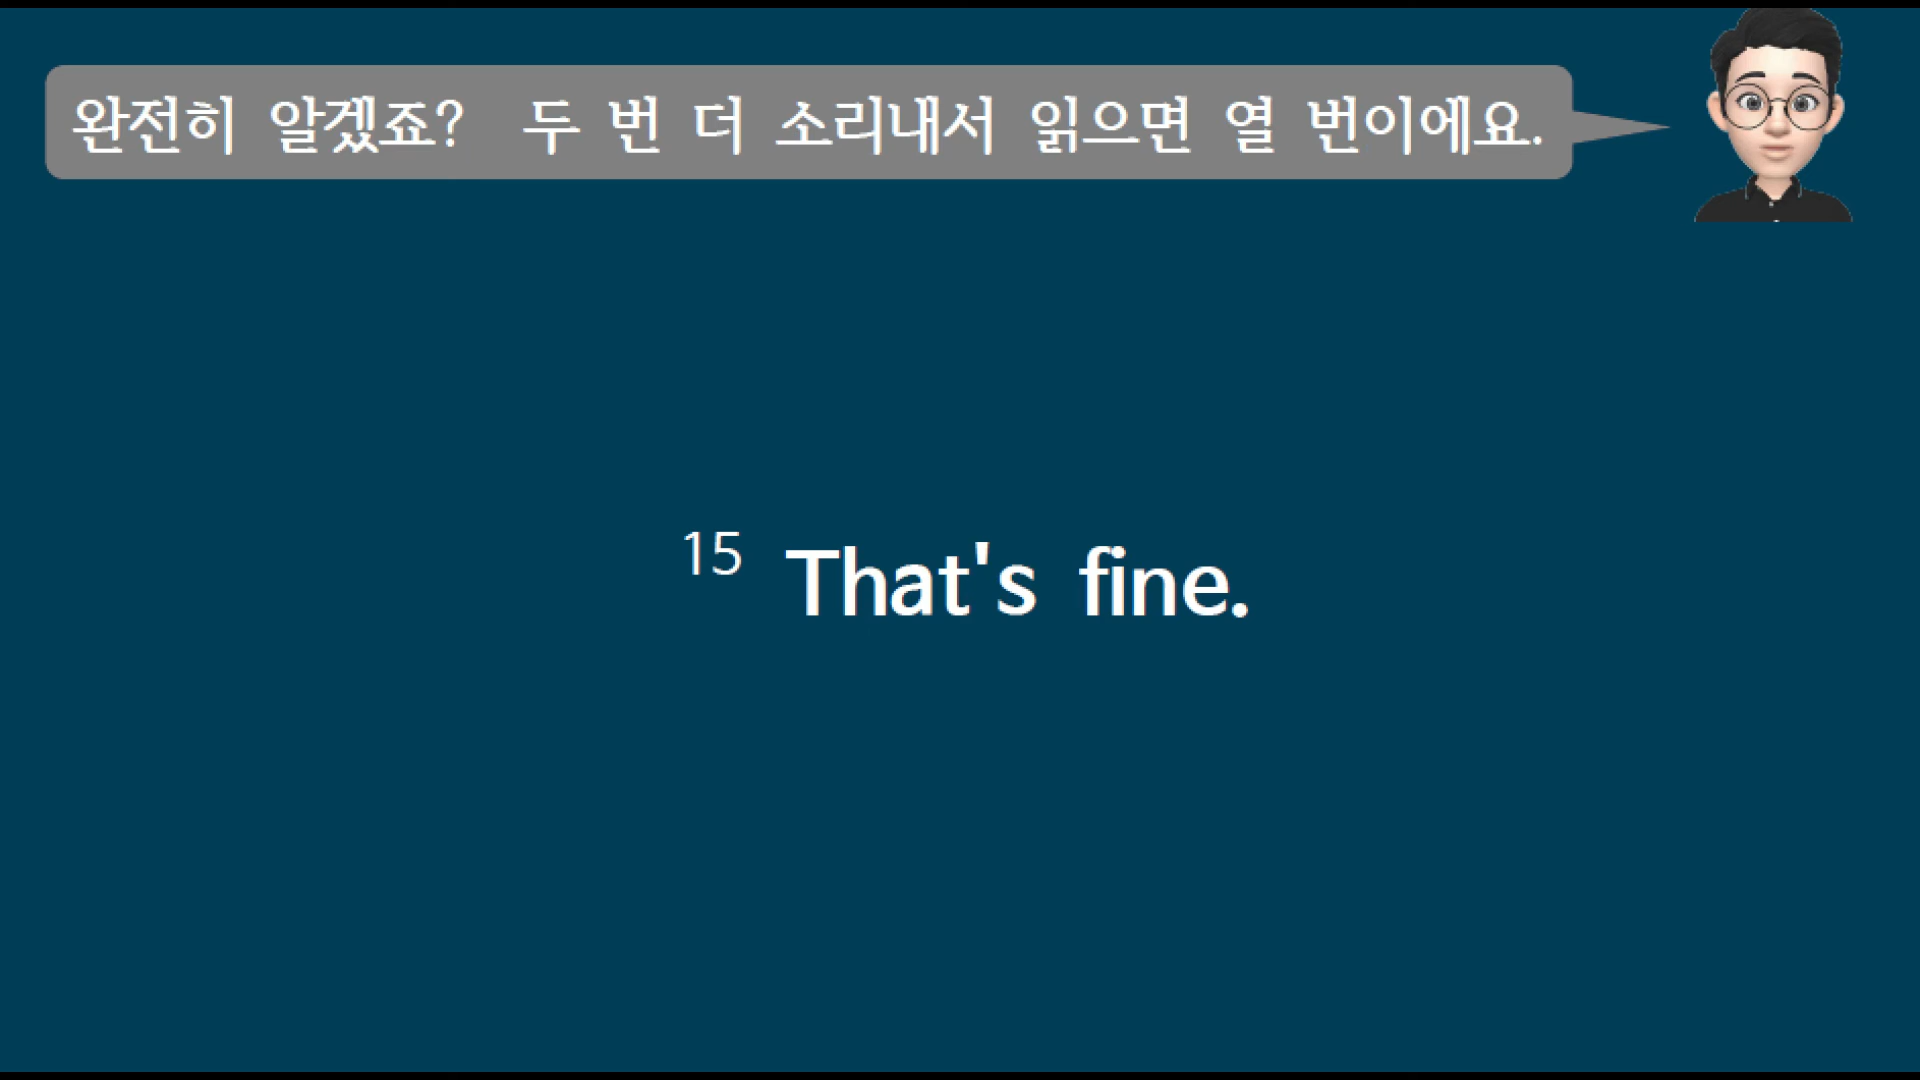 완전히 알겠죠? 두 번 더 소리내서 읽으면 열 번이에요.
15 That's fine.